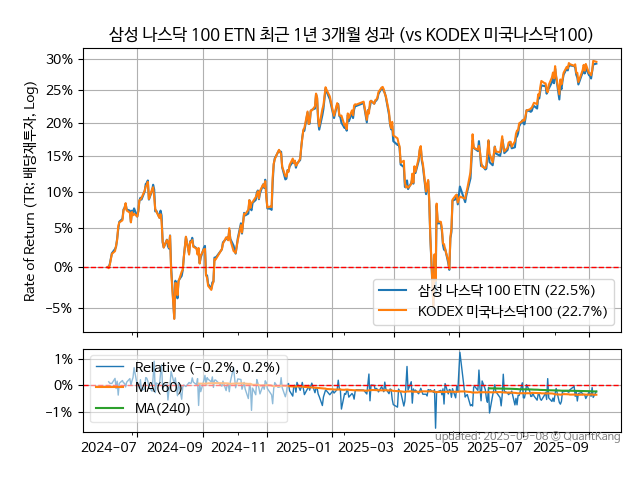 삼성 나스닥 100 ETN 최근 1년 3개월 성과 (vs KODEX 미국나스닥100)
Rate of Return (TR: 배당재투자, Log)
30%
25%
20%
15%
10%
5%
0%
−5%
삼성 나스닥 100 ETN (22.5%)
KODEX 미국나스닥100 (22.7%)
1%
0%
−1%
Relative (−0.2%, 0.2%)
MA(60)
MA(240)
2024−07 2024−09 2024−11 2025−01 2025−03 2025−05 2025−07 2025−09
updated: 2025−09−08 © QuantKang